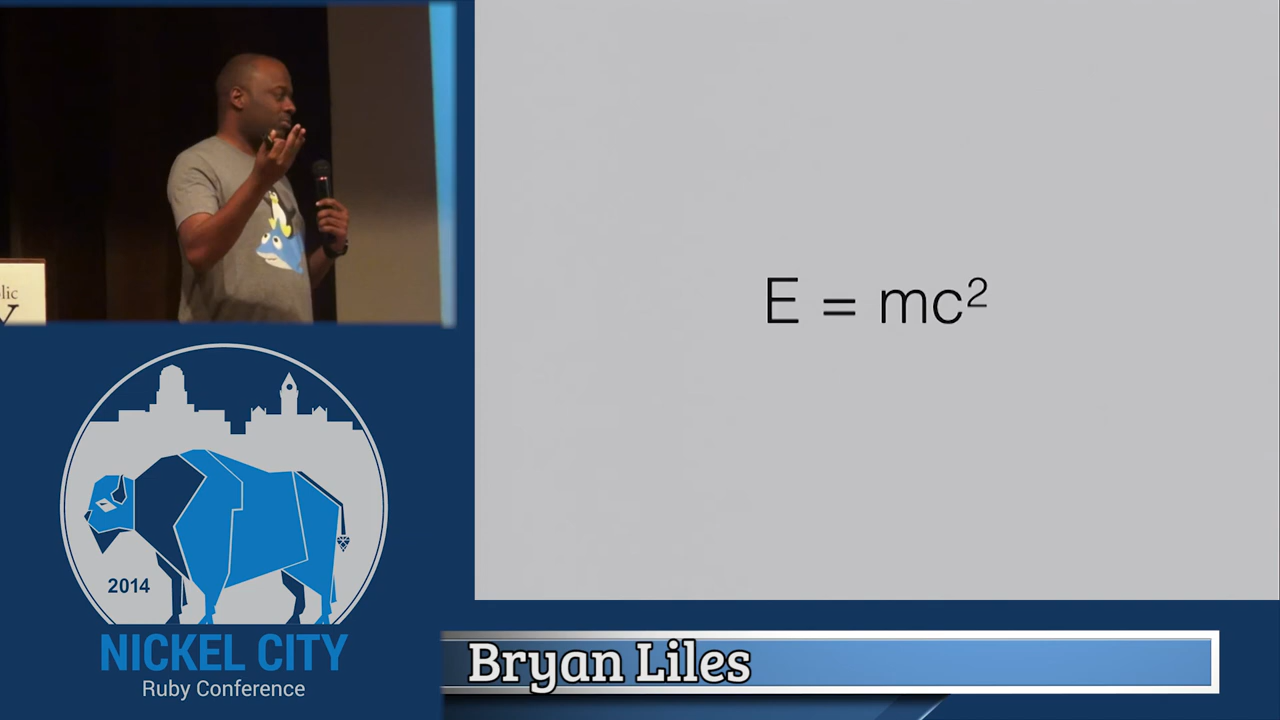 E = mc²
2014
NICKEL CITY
Ruby Conference
Bryan Liles